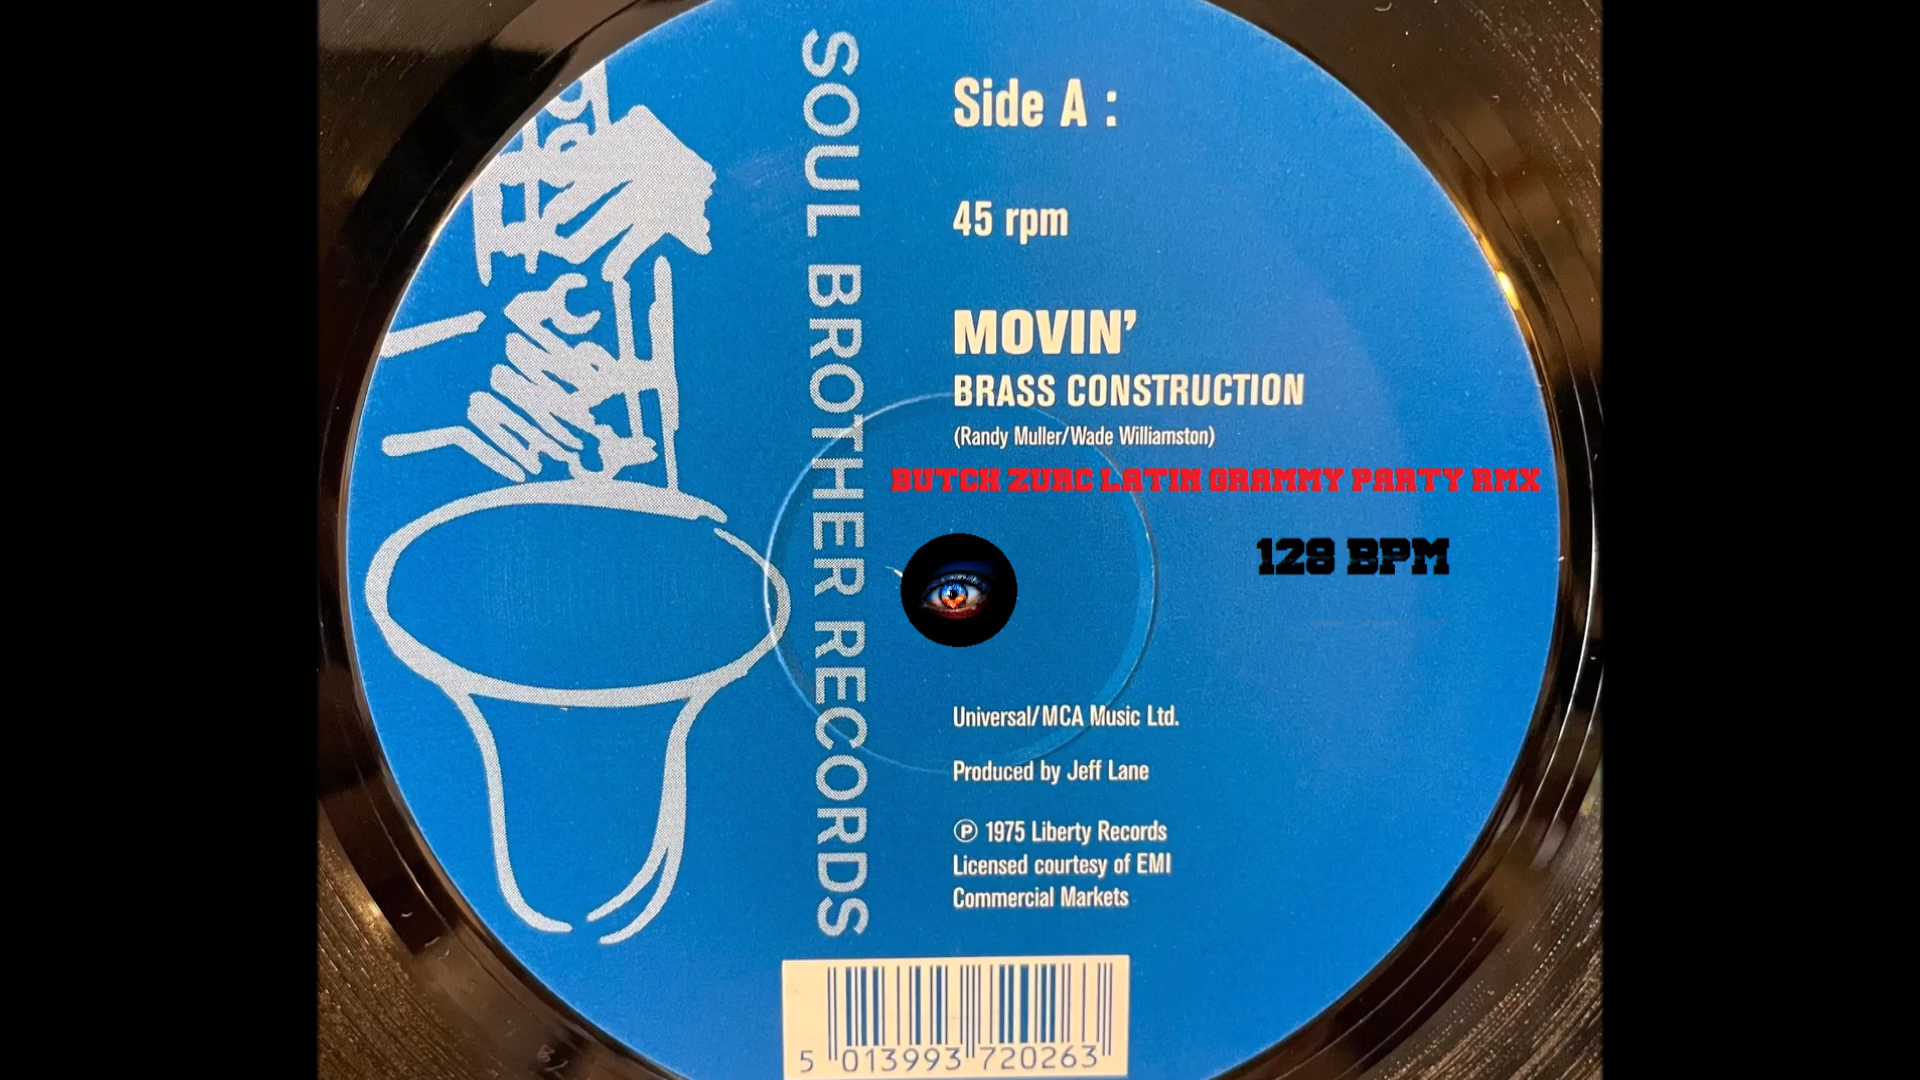 SOUL BROTHER RECORDS
Side A :
45 rpm
MOVIN’
BRASS CONSTRUCTION
(Randy Muller/Wade Williamston)
BUTCH ZURC LATIN GRAMMY PARTY RMX
128 BPM
Universal/MCA Music Ltd.
Produced by Jeff Lane
℗ 1975 Liberty Records
Licensed courtesy of EMI
Commercial Markets
5 013993 720263